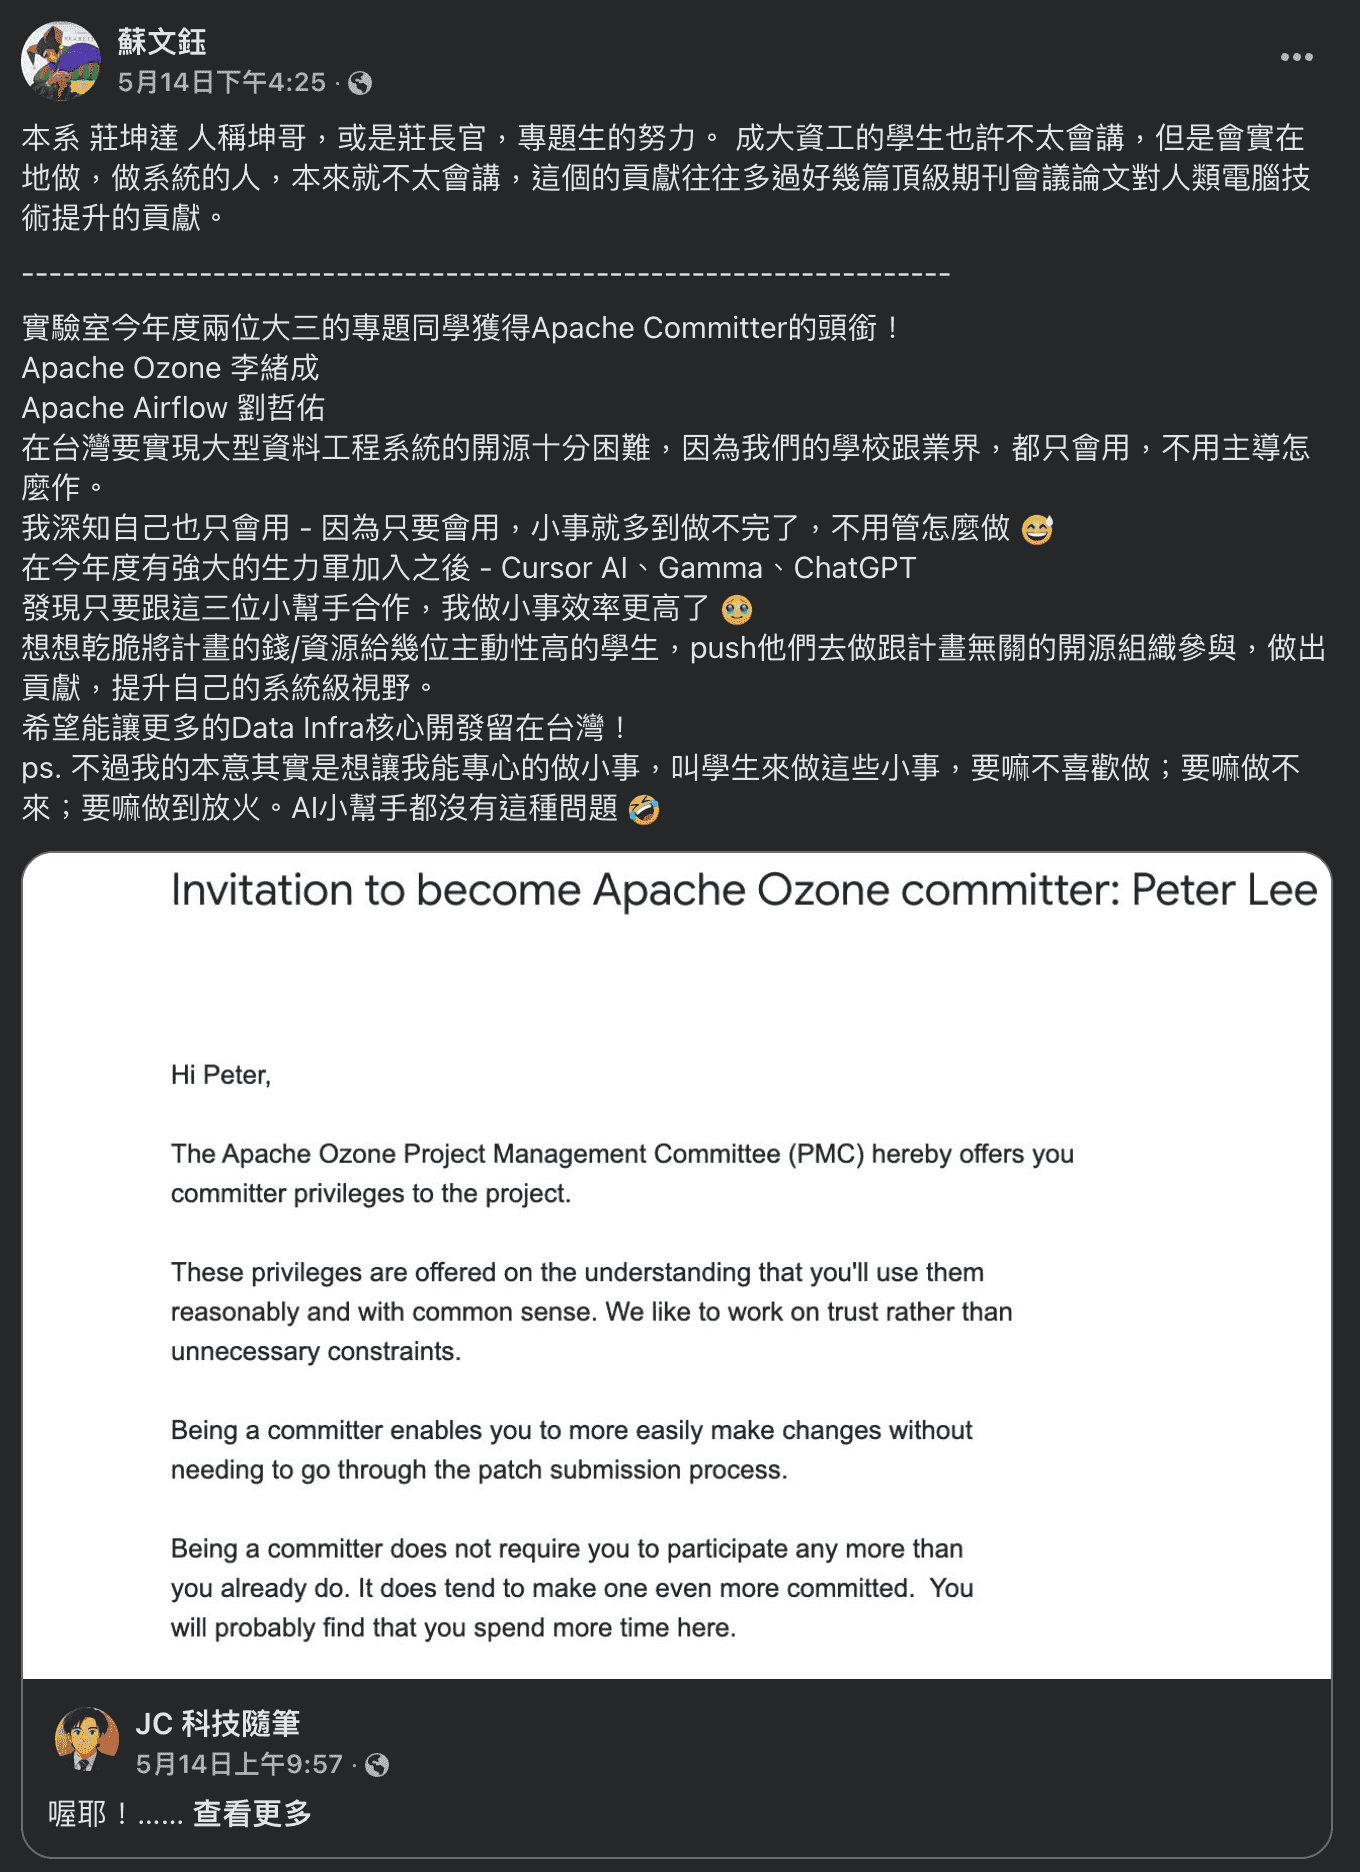 蘇文鈺
5月14日下午4:25 ·
本系 莊坤達 人稱坤哥，或是莊長官，專題生的努力。 成大資工的學生也許不太會講，但是會實在
地做，做系統的人，本來就不太會講，這個的貢獻往往多過好幾篇頂級期刊會議論文對人類電腦技
術提升的貢獻。
--------------------------------------------------------------------
實驗室今年度兩位大三的專題同學獲得Apache Committer的頭銜！
Apache Ozone 李緒成
Apache Airflow 劉哲佑
在台灣要實現大型資料工程系統的開源十分困難，因為我們的學校跟業界，都只會用，不用主導怎
麼作。
我深知自己也只會用 - 因為只要會用，小事就多到做不完了，不用管怎麼做 😅
在今年度有強大的生力軍加入之後 - Cursor AI、Gamma、ChatGPT
發現只要跟這三位小幫手合作，我做小事效率更高了 🥹
想想乾脆將計畫的錢/資源給幾位主動性高的學生，push他們去做跟計畫無關的開源組織參與，做出
貢獻，提升自己的系統級視野。
希望能讓更多的Data Infra核心開發留在台灣！
ps. 不過我的本意其實是想讓我能專心的做小事，叫學生來做這些小事，要嘛不喜歡做；要嘛做不
來；要嘛做到放火。AI小幫手都沒有這種問題 🤣
Invitation to become Apache Ozone committer: Peter Lee
Hi Peter,
The Apache Ozone Project Management Committee (PMC) hereby offers you
committer privileges to the project.
These privileges are offered on the understanding that you'll use them
reasonably and with common sense. We like to work on trust rather than
unnecessary constraints.
Being a committer enables you to more easily make changes without
needing to go through the patch submission process.
Being a committer does not require you to participate any more than
you already do. It does tend to make one even more committed.  You
will probably find that you spend more time here.
JC 科技隨筆
5月14日上午9:57 ·
喔耶！...... 查看更多